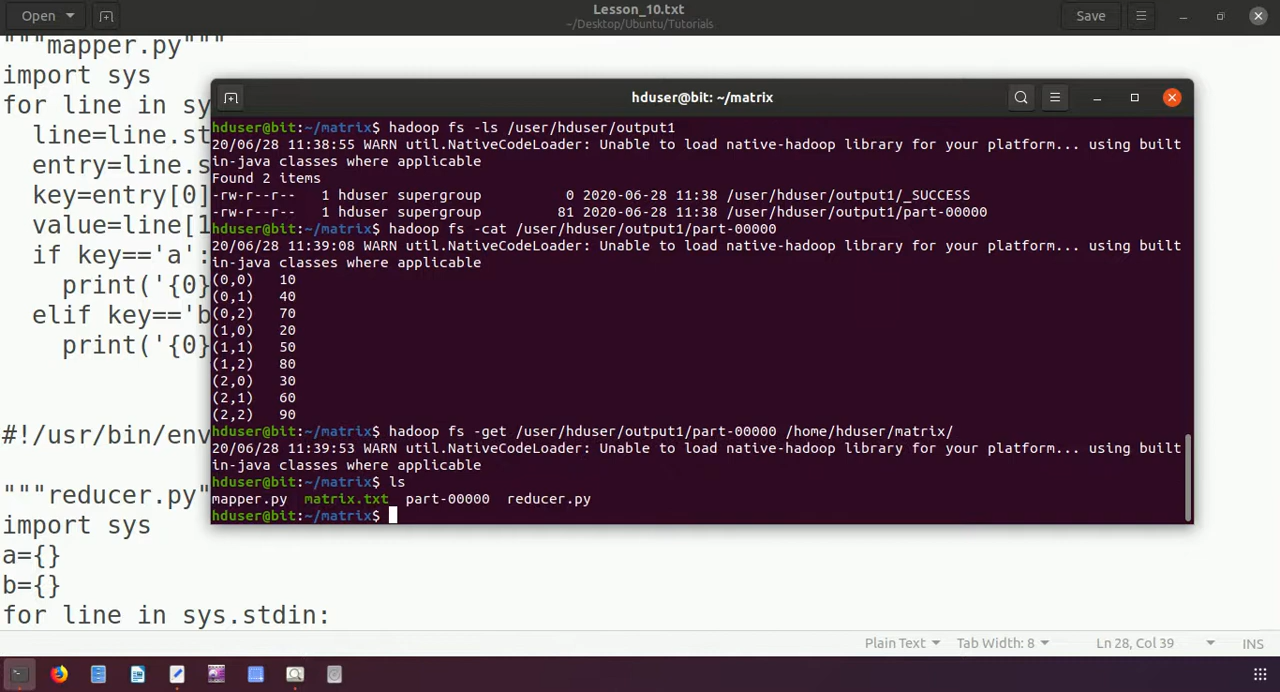 Open
Lesson_10.txt
~/Desktop/Ubuntu/Tutorials
Save
"""mapper.py"""
import sys
for line in sy
line=line.st
entry=line.s
key=entry[0]
value=line[1
if key=='a':
print('{0}
elif key=='b
print('{0}
#!/usr/bin/env
"""reducer.py"
import sys
a={}
b={}
for line in sys.stdin:
hduser@bit: ~/matrix
hduser@bit:~/matrix$ hadoop fs -ls /user/hduser/output1
20/06/28 11:38:55 WARN util.NativeCodeLoader: Unable to load native-hadoop library for your platform... using built
in-java classes where applicable
Found 2 items
-rw-r--r--   1 hduser supergroup          0 2020-06-28 11:38 /user/hduser/output1/_SUCCESS
-rw-r--r--   1 hduser supergroup         81 2020-06-28 11:38 /user/hduser/output1/part-00000
hduser@bit:~/matrix$ hadoop fs -cat /user/hduser/output1/part-00000
20/06/28 11:39:08 WARN util.NativeCodeLoader: Unable to load native-hadoop library for your platform... using built
in-java classes where applicable
(0,0)   10
(0,1)   40
(0,2)   70
(1,0)   20
(1,1)   50
(1,2)   80
(2,0)   30
(2,1)   60
(2,2)   90
hduser@bit:~/matrix$ hadoop fs -get /user/hduser/output1/part-00000 /home/hduser/matrix/
20/06/28 11:39:53 WARN util.NativeCodeLoader: Unable to load native-hadoop library for your platform... using built
in-java classes where applicable
hduser@bit:~/matrix$ ls
mapper.py  matrix.txt  part-00000  reducer.py
hduser@bit:~/matrix$
Plain Text
Tab Width: 8
Ln 28, Col 39
INS